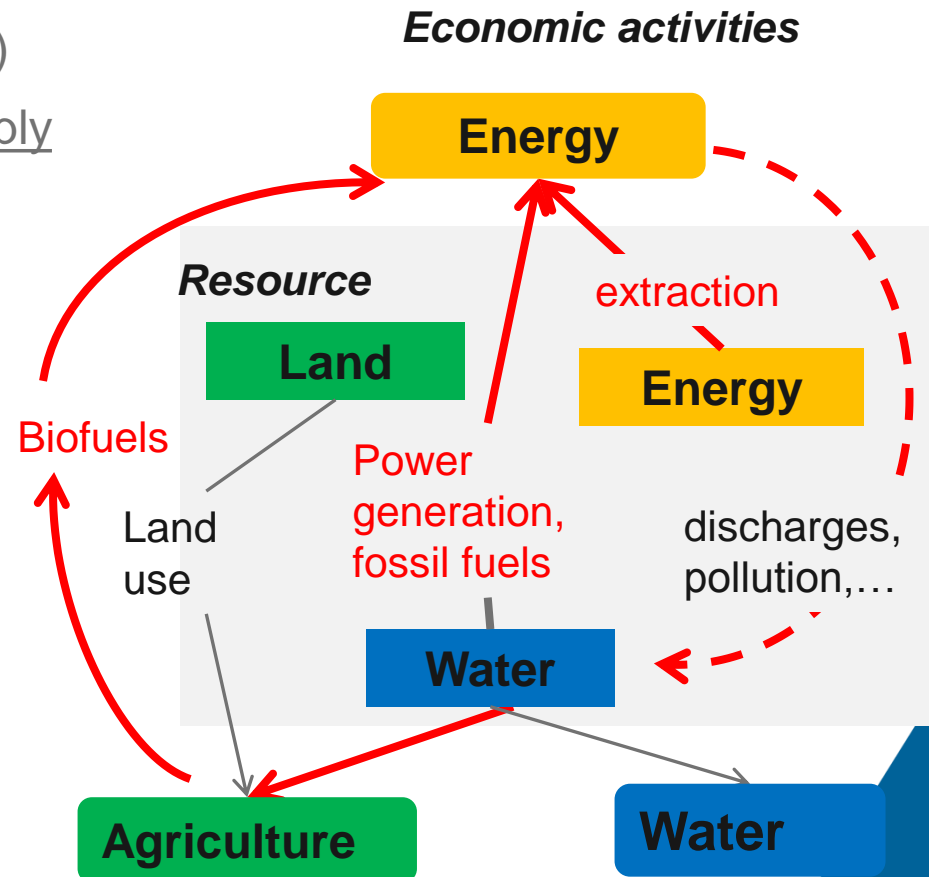 Economic activities
)
Energy
Resource
extraction
Land
Energy
Biofuels
Power
generation,
fossil fuels
Land
use
discharges,
pollution,…
Water
Agriculture
Water